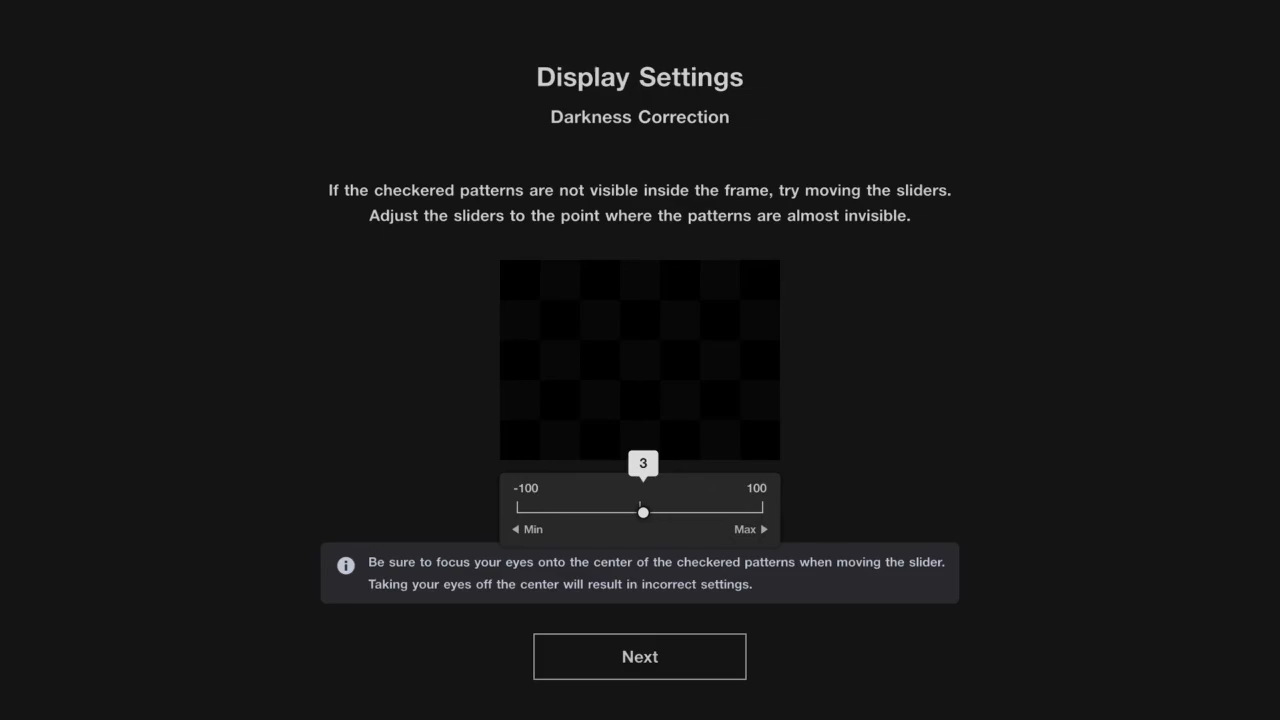 Display Settings
Darkness Correction
If the checkered patterns are not visible inside the frame, try moving the sliders.
Adjust the sliders to the point where the patterns are almost invisible.
3
-100 100
Min Max
Be sure to focus your eyes onto the center of the checkered patterns when moving the slider.
Taking your eyes off the center will result in incorrect settings.
Next